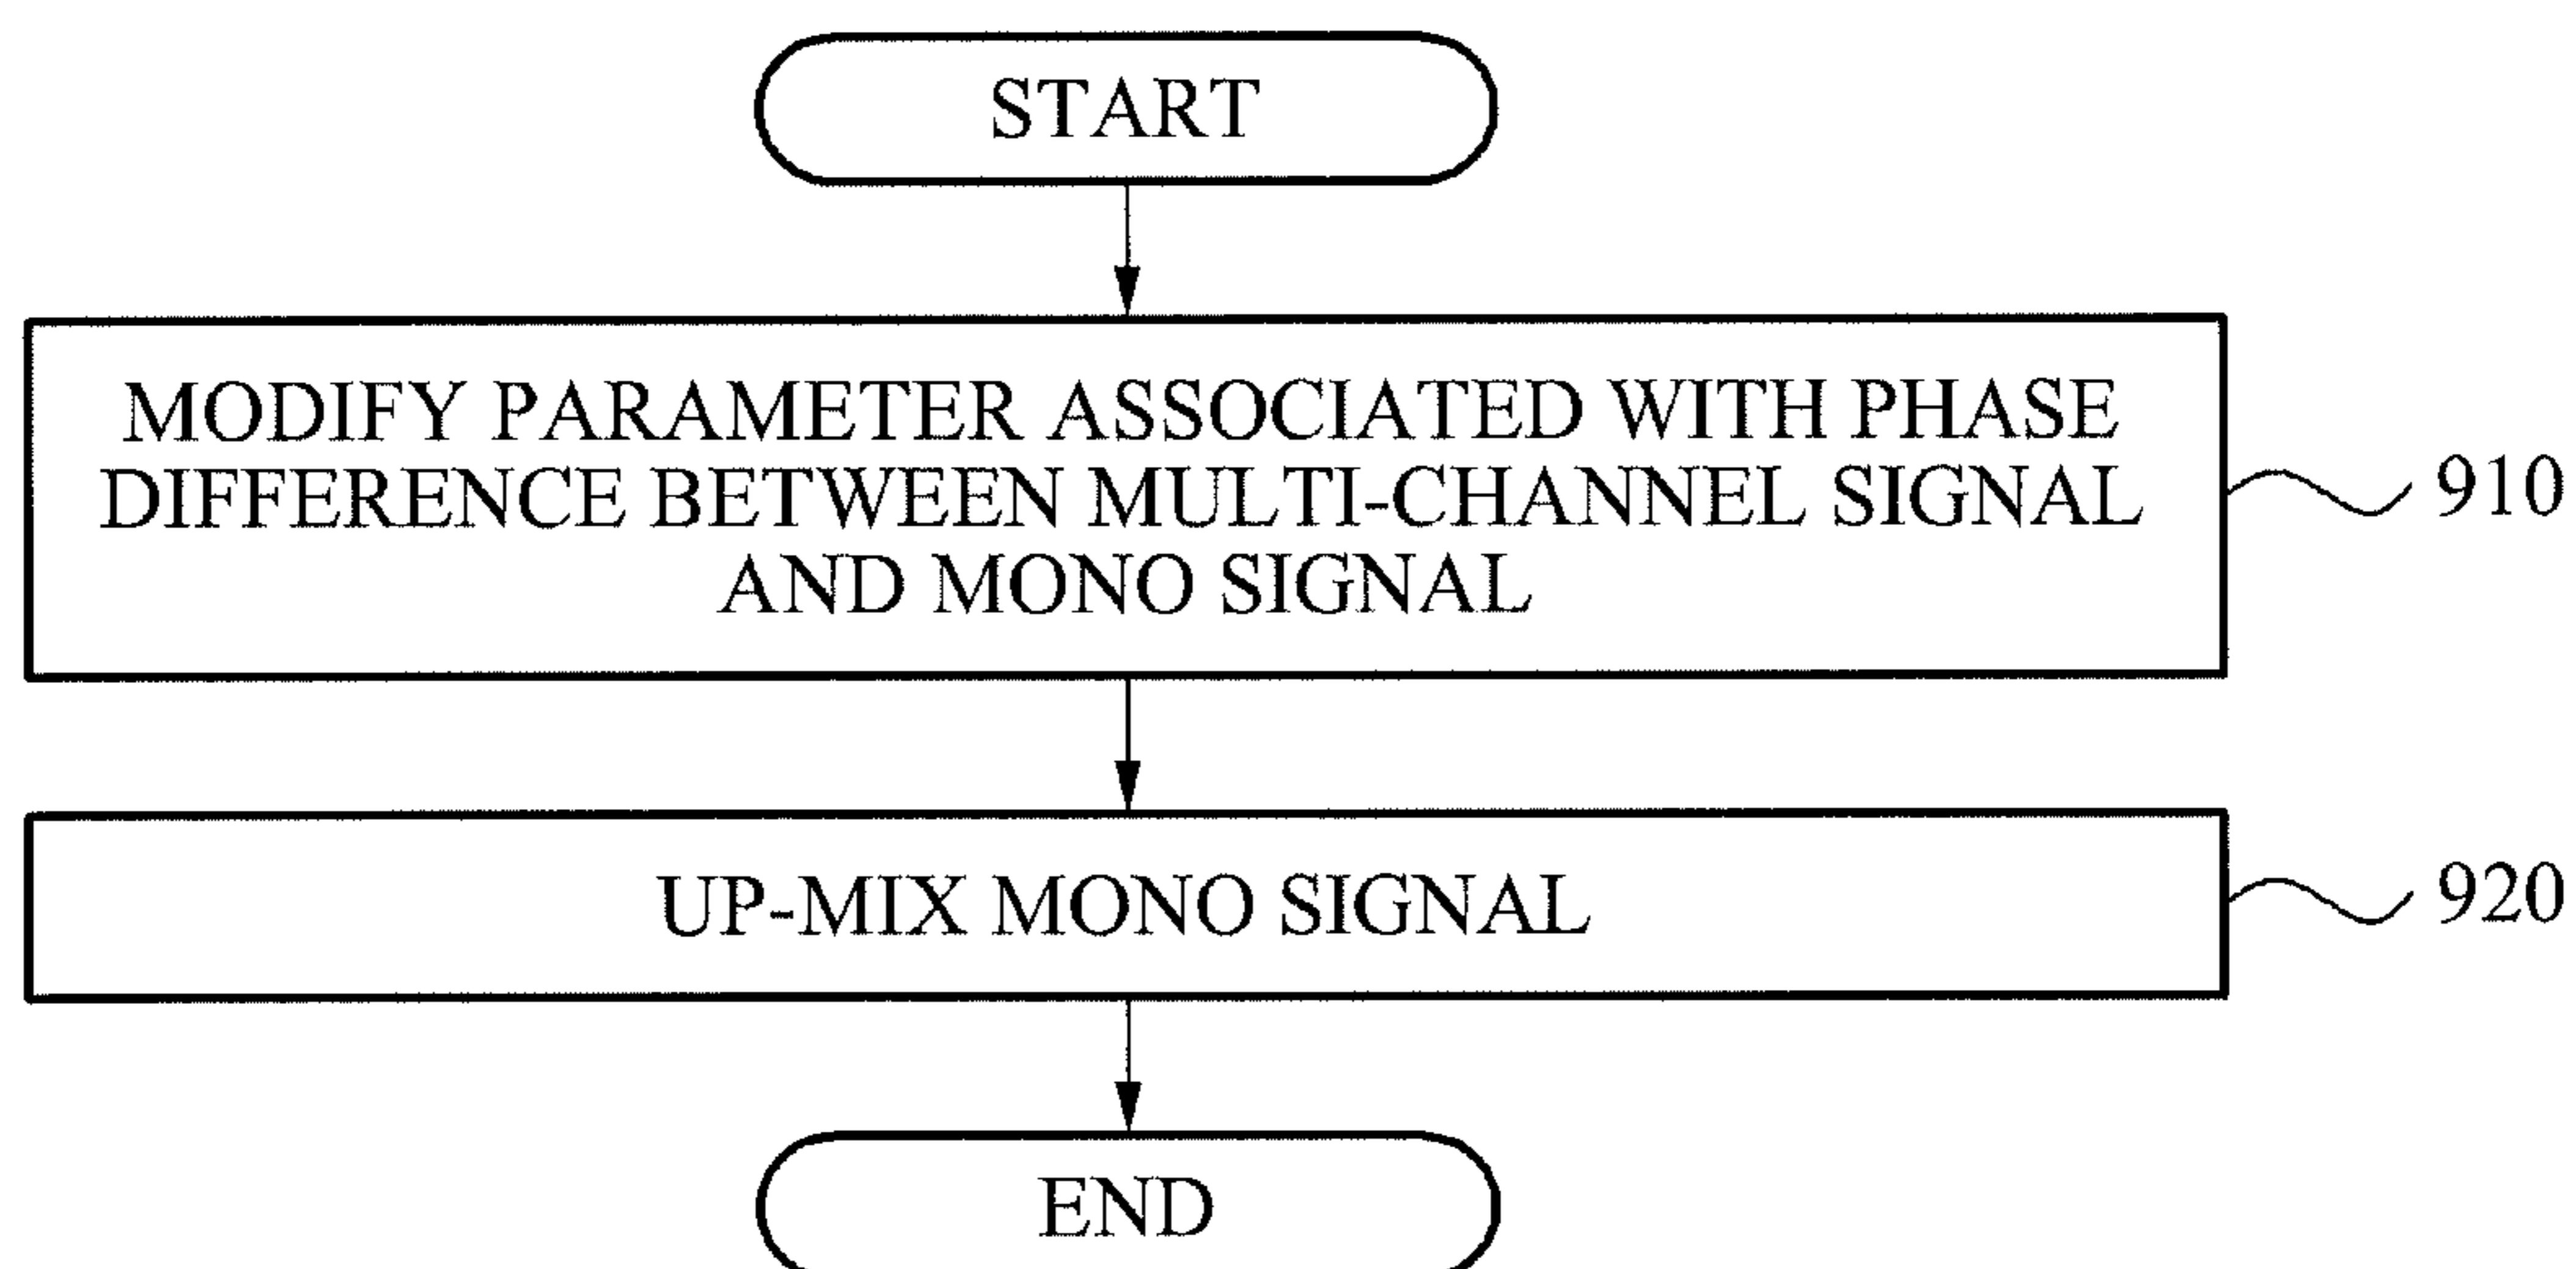 START
MODIFY PARAMETER ASSOCIATED WITH PHASE
DIFFERENCE BETWEEN MULTI-CHANNEL SIGNAL
AND MONO SIGNAL
910
UP-MIX MONO SIGNAL
920
END